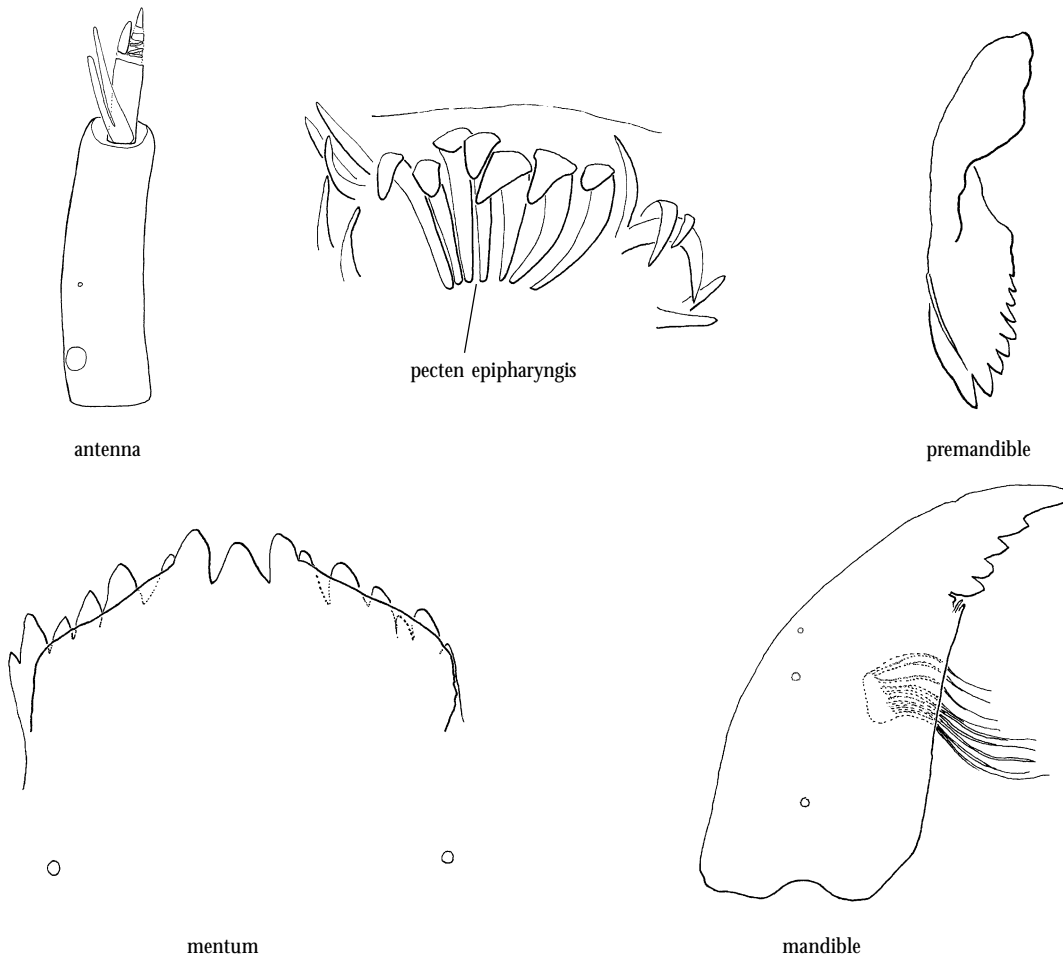 pecten epipharyngis
antenna
premandible
mentum
mandible